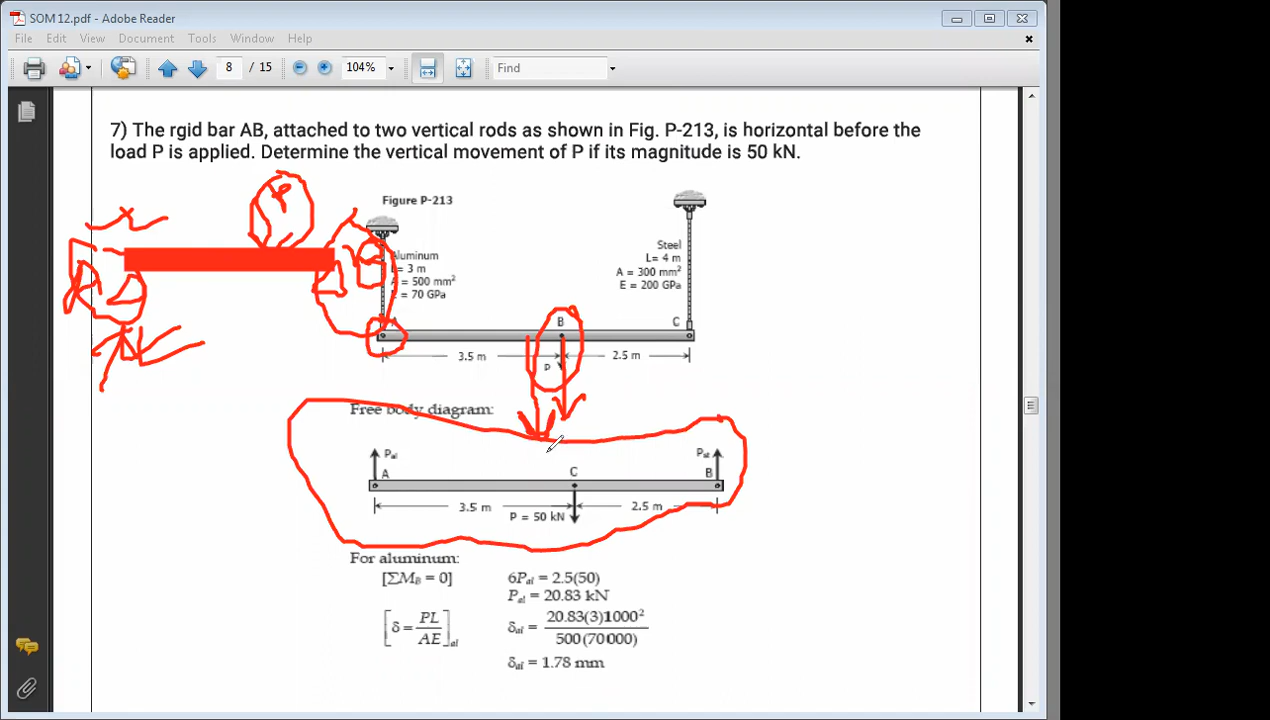 SOM 12.pdf - Adobe Reader
File Edit View Document Tools Window Help
8 / 15 104% Find
7) The rgid bar AB, attached to two vertical rods as shown in Fig. P-213, is horizontal before the
load P is applied. Determine the vertical movement of P if its magnitude is 50 kN.
P
Figure P-213
Aluminum
L= 3 m
A = 500 mm²
E = 70 GPa
Steel
L= 4 m
A = 300 mm²
E = 200 GPa
A B C
3.5 m 2.5 m
P
Free body diagram:
Pal Pst
A C B
3.5 m 2.5 m
P = 50 kN
For aluminum:
[ΣMB = 0] 6Pal = 2.5(50)
Pal = 20.83 kN
[δ = PL/AE]al δal = 20.83(3)1000²/500(70000)
δal = 1.78 mm